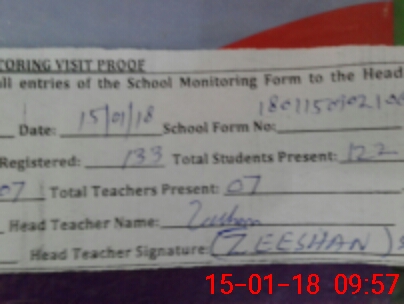 TORING VISIT PROOF
all entries of the School Monitoring Form to the Head
Date: 15/01/18 School Form No:
Registered: 133 Total Students Present: 122
07 Total Teachers Present: 07
Head Teacher Name:
Head Teacher Signature: (ZEESHAN)
15-01-18 09:57